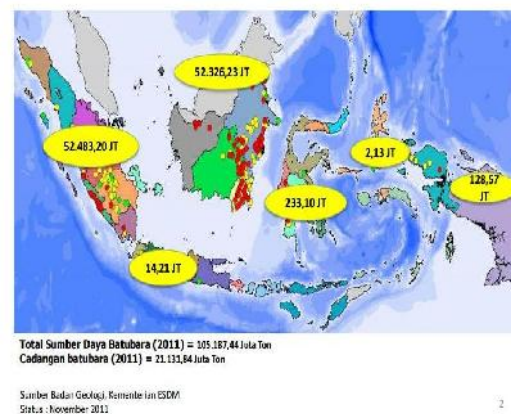 52.326,23 JT
52.483,20 JT
2,13 JT
128,57
JT
233,10 JT
14,21 JT
Total Sumber Daya Batubara (2011) = 105.187,44 Juta Ton
Cadangan batubara (2011) = 21.131,84 Juta Ton
Sumber Badan Geologi, Kementerian ESDM
Status : November 2011
2